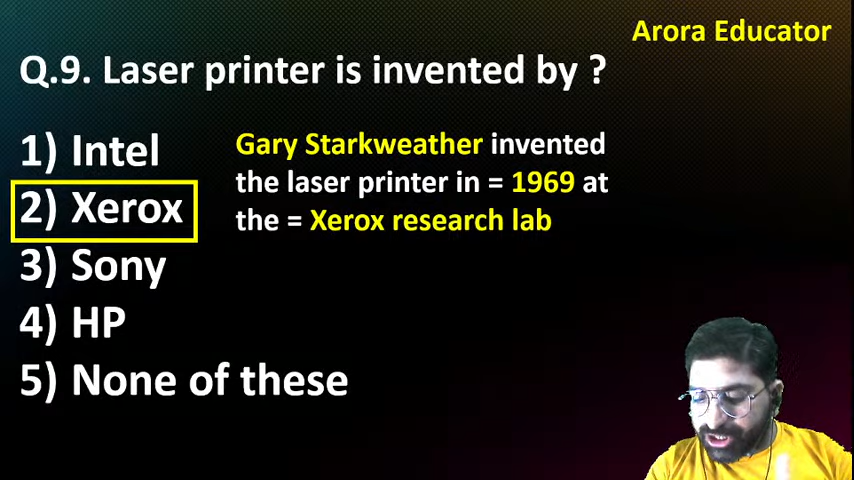 Arora Educator
Q.9. Laser printer is invented by ?
1) Intel
2) Xerox
3) Sony
4) HP
5) None of these
Gary Starkweather invented
the laser printer in = 1969 at
the = Xerox research lab